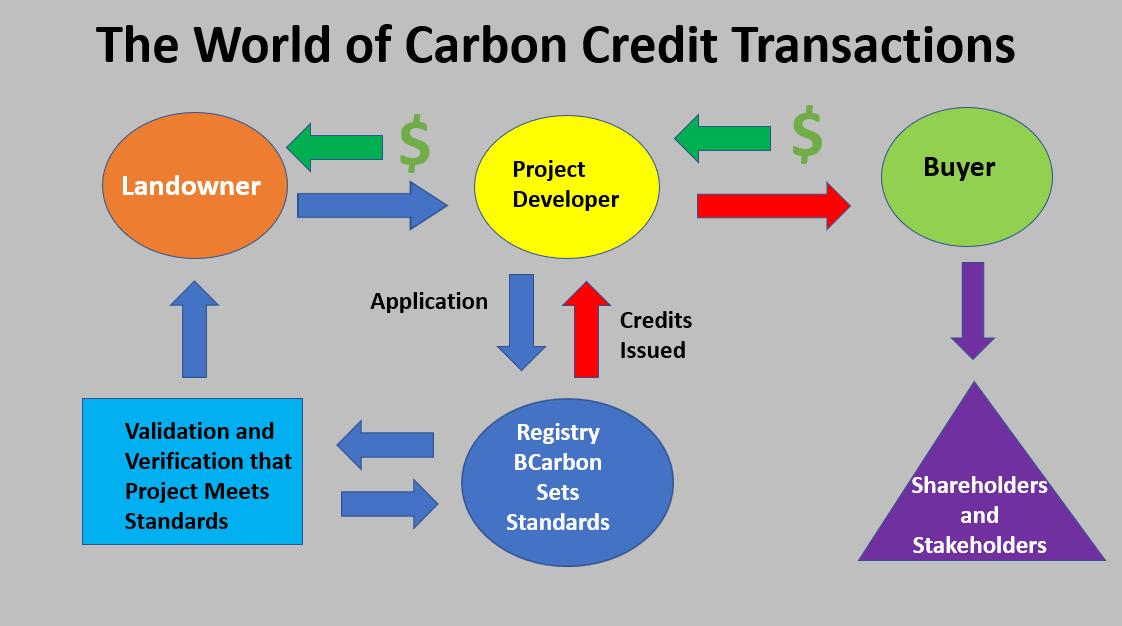 The World of Carbon Credit Transactions
$
$
Landowner
Project
Developer
Buyer
Application
Credits
Issued
Validation and
Verification that
Project Meets
Standards
Registry
BCarbon
Sets
Standards
Shareholders
and
Stakeholders